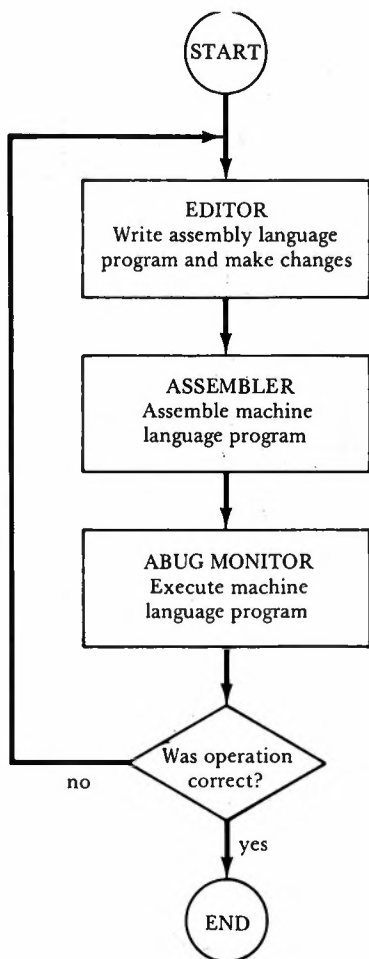 START
EDITOR
Write assembly language
program and make changes
ASSEMBLER
Assemble machine
language program
ABUG MONITOR
Execute machine
language program
Was operation
correct?
no
yes
END